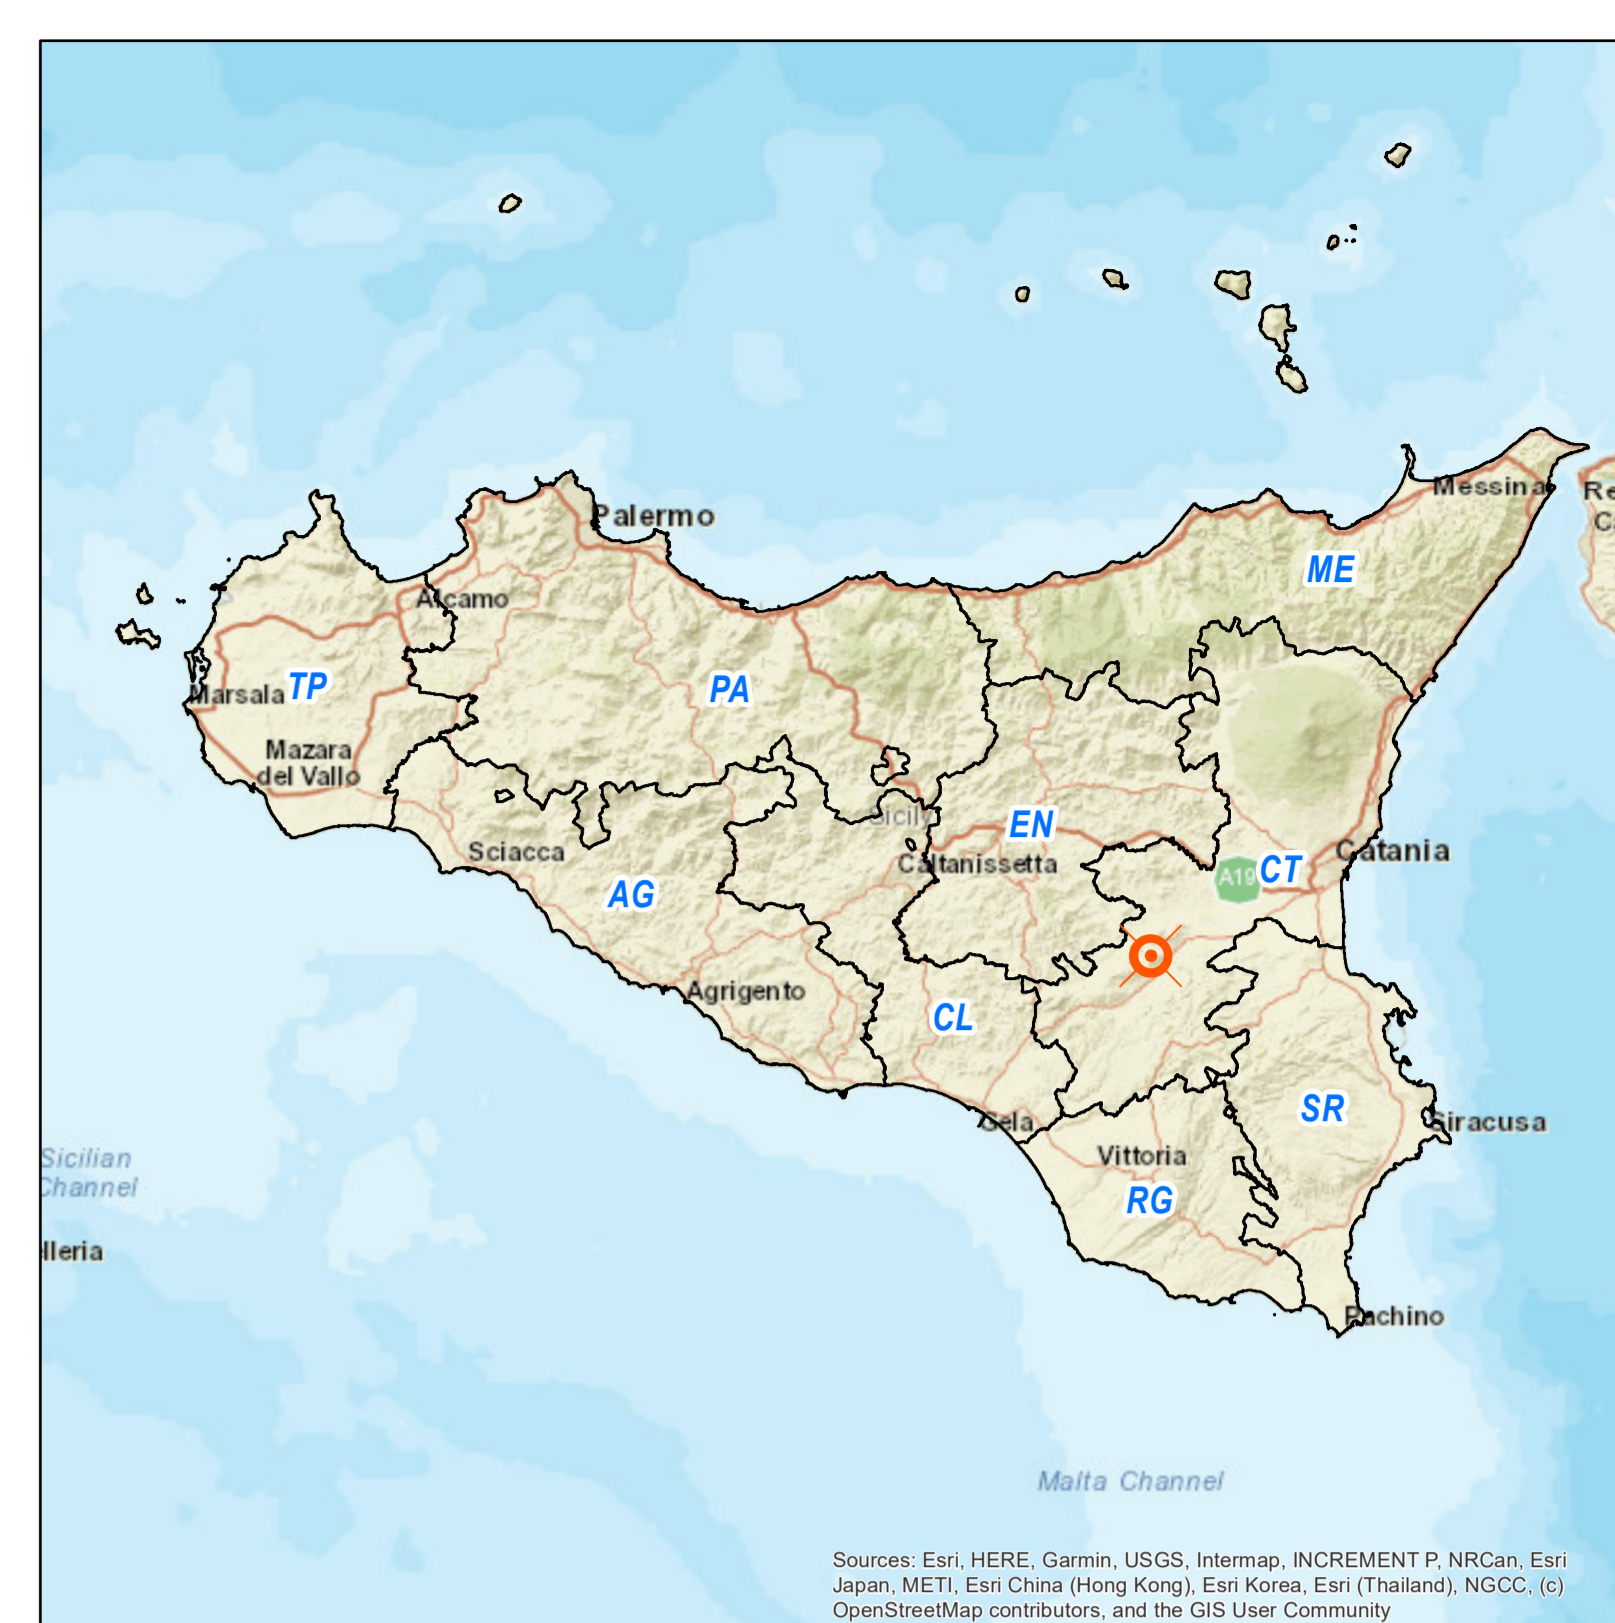 Palermo
Messina
Re
C
ME
Alcamo
Marsala
TP
PA
Mazara
del Vallo
Sicily
EN
Sciacca
Caltanissetta
Catania
A19
CT
AG
Agrigento
CL
SR
Gela
Siracusa
Vittoria
RG
Sicilian
Channel
lleria
Pachino
Malta Channel
Sources: Esri, HERE, Garmin, USGS, Intermap, INCREMENT P, NRCan, Esri
Japan, METI, Esri China (Hong Kong), Esri Korea, Esri (Thailand), NGCC, (c)
OpenStreetMap contributors, and the GIS User Community